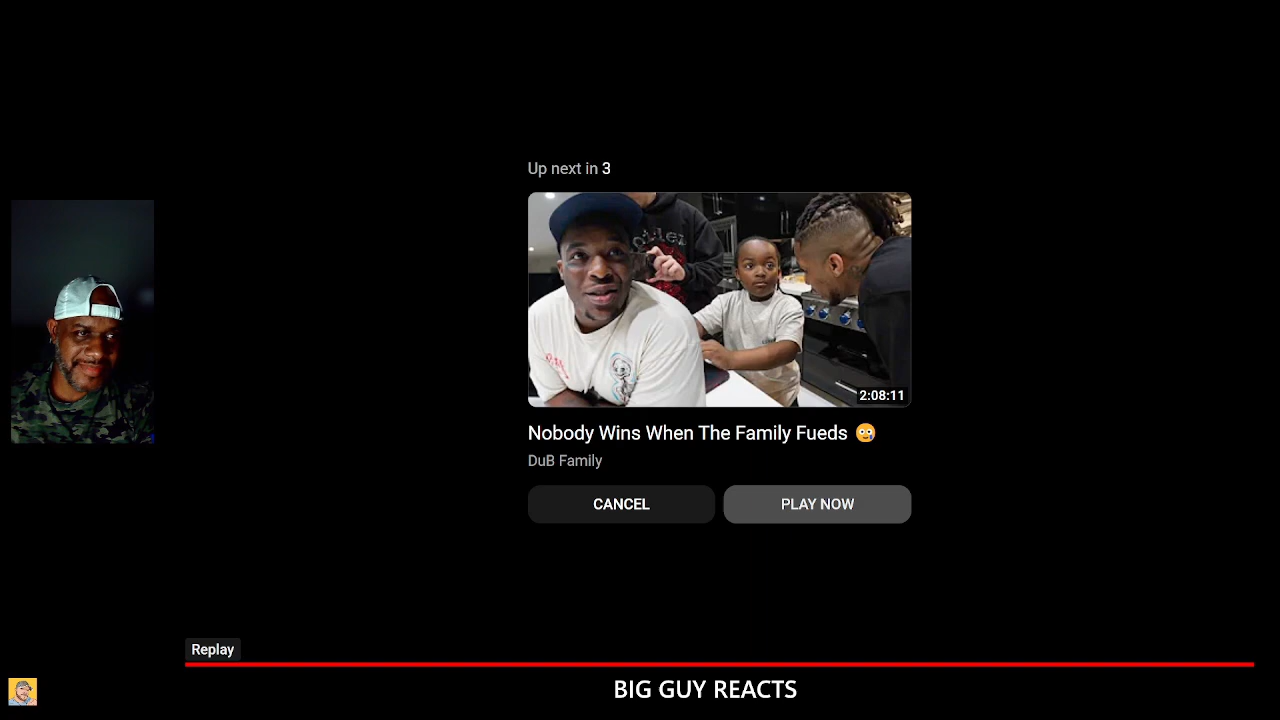 Up next in 3
2:08:11
Nobody Wins When The Family Fueds 🥲
DuB Family
CANCEL
PLAY NOW
Replay
BIG GUY REACTS